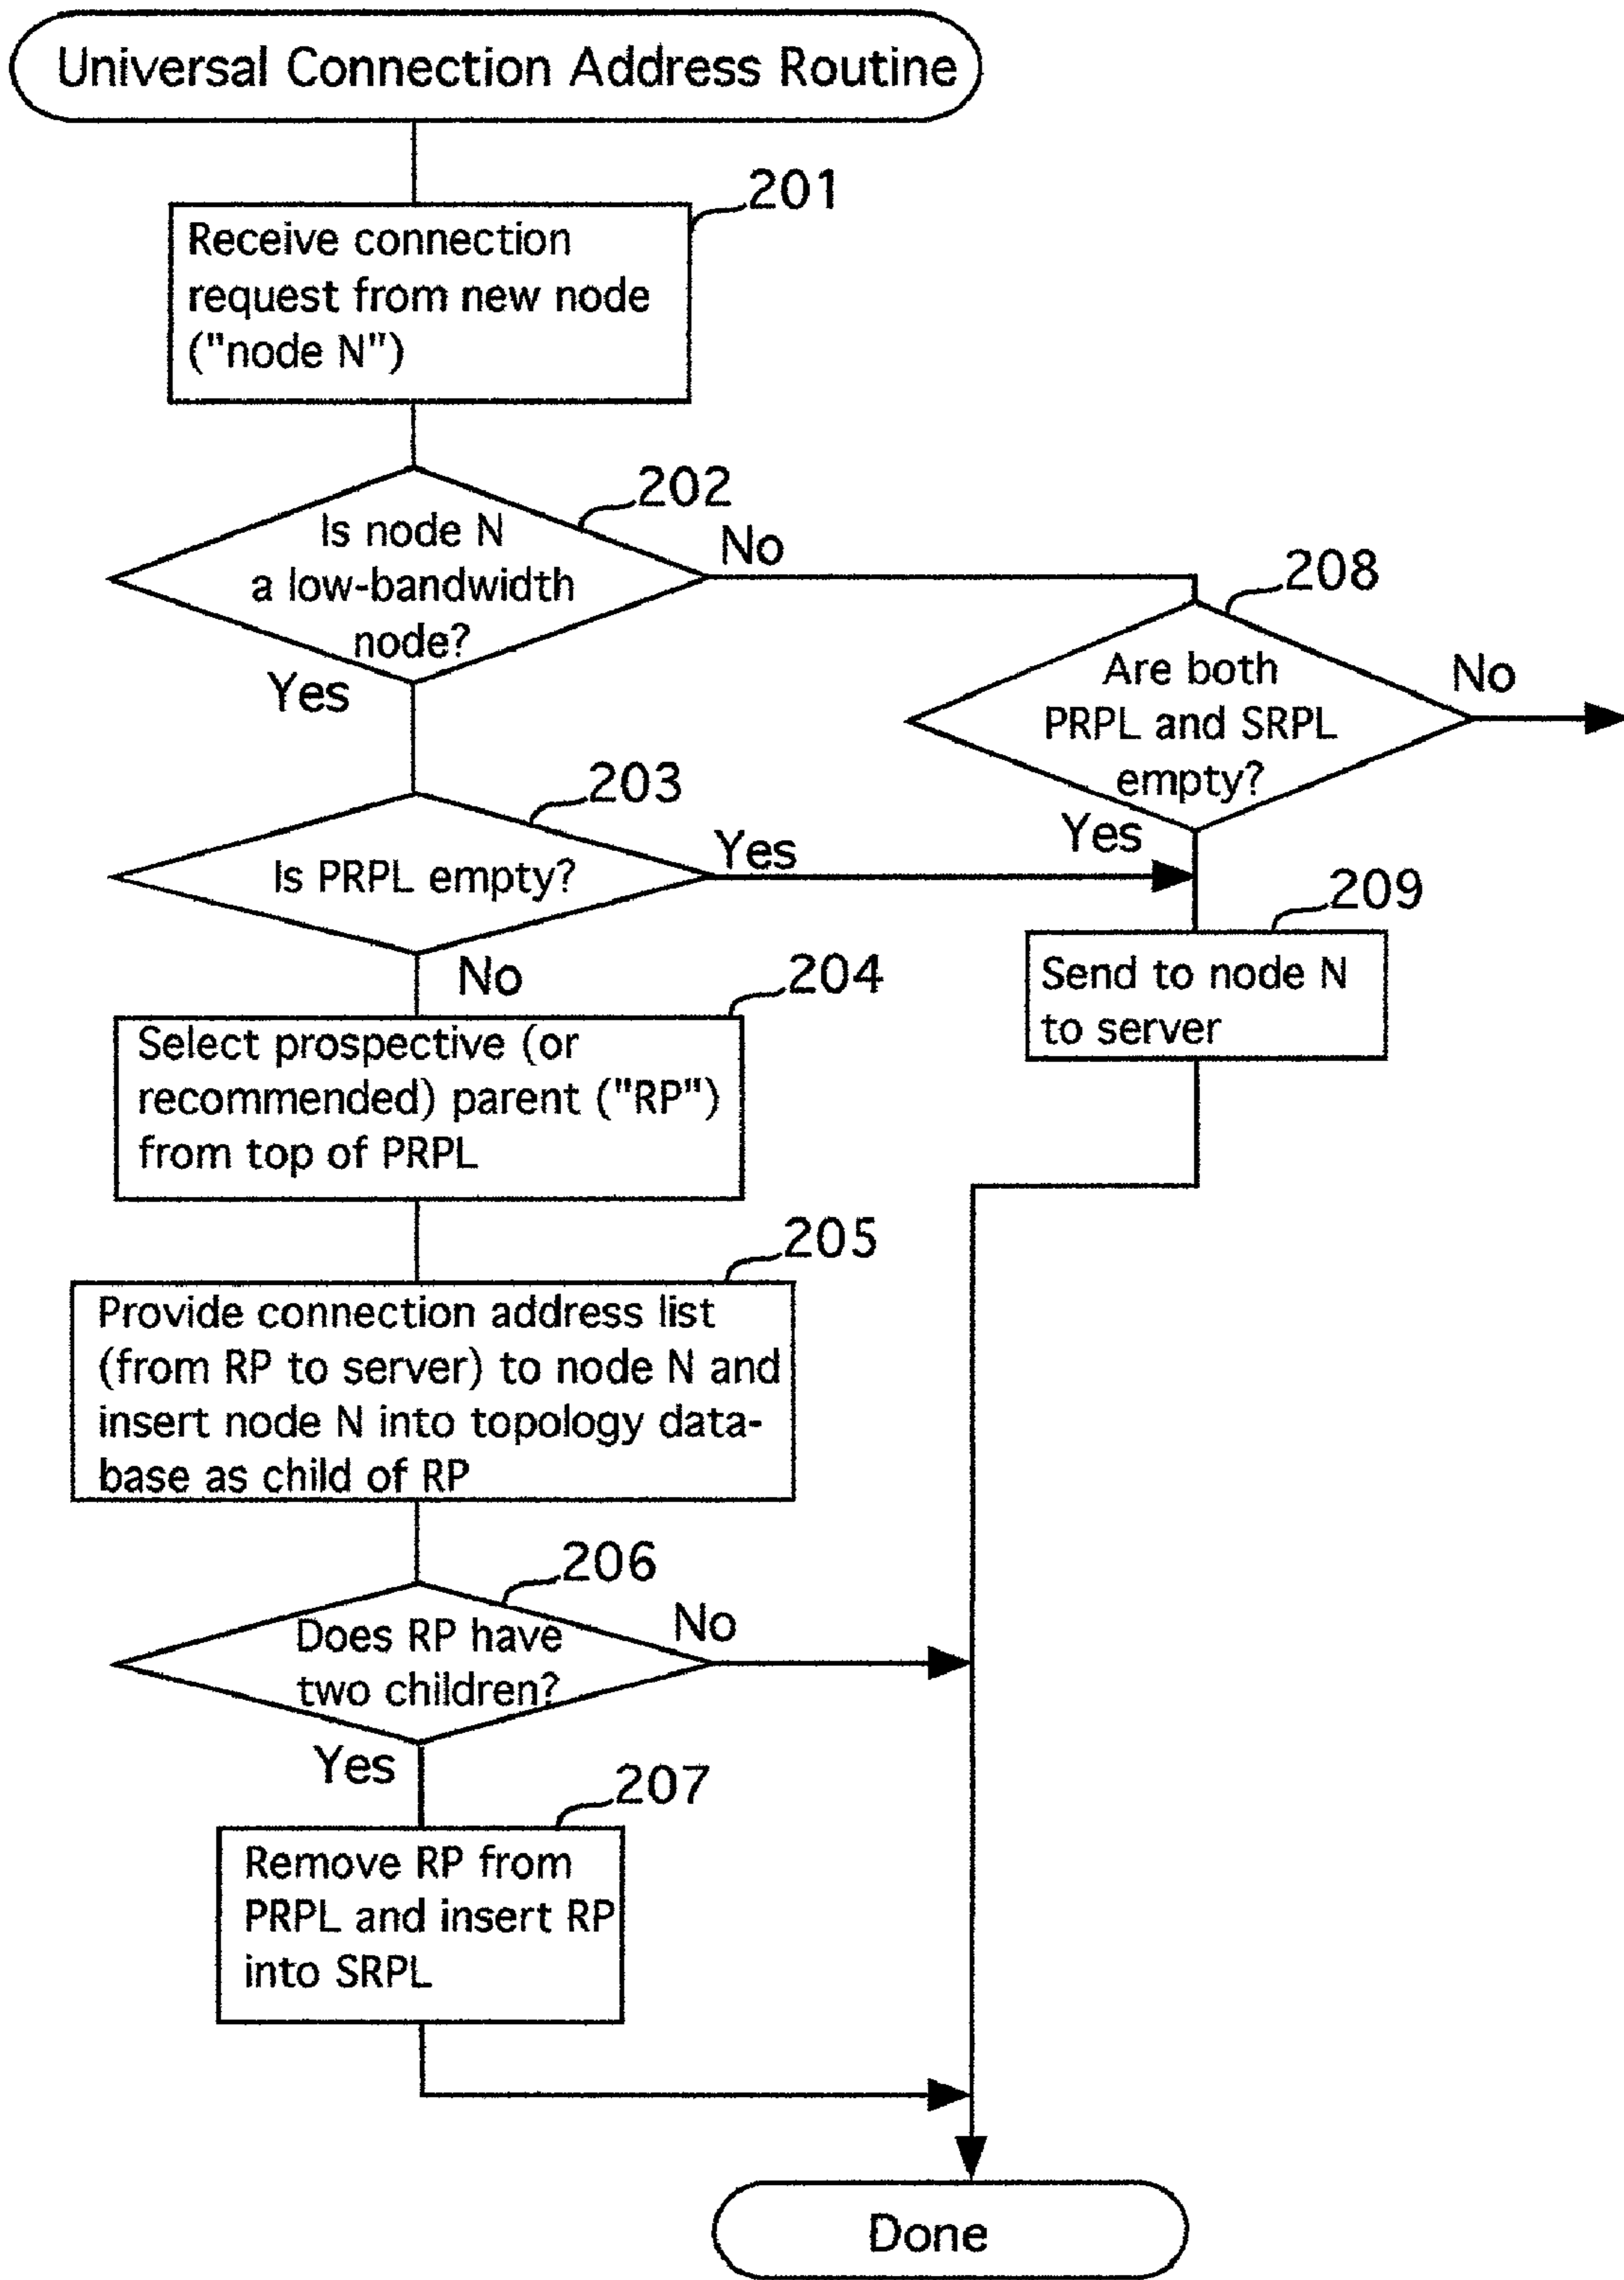 Universal Connection Address Routine
201
Receive connection
request from new node
("node N")
202
Is node N
a low-bandwidth
node?
No
Yes
208
Are both
PRPL and SRPL
empty?
No
Yes
203
Is PRPL empty?
Yes
No
209
Send to node N
to server
204
Select prospective (or
recommended) parent ("RP")
from top of PRPL
205
Provide connection address list
(from RP to server) to node N and
insert node N into topology data-
base as child of RP
206
Does RP have
two children?
No
Yes
207
Remove RP from
PRPL and insert RP
into SRPL
Done